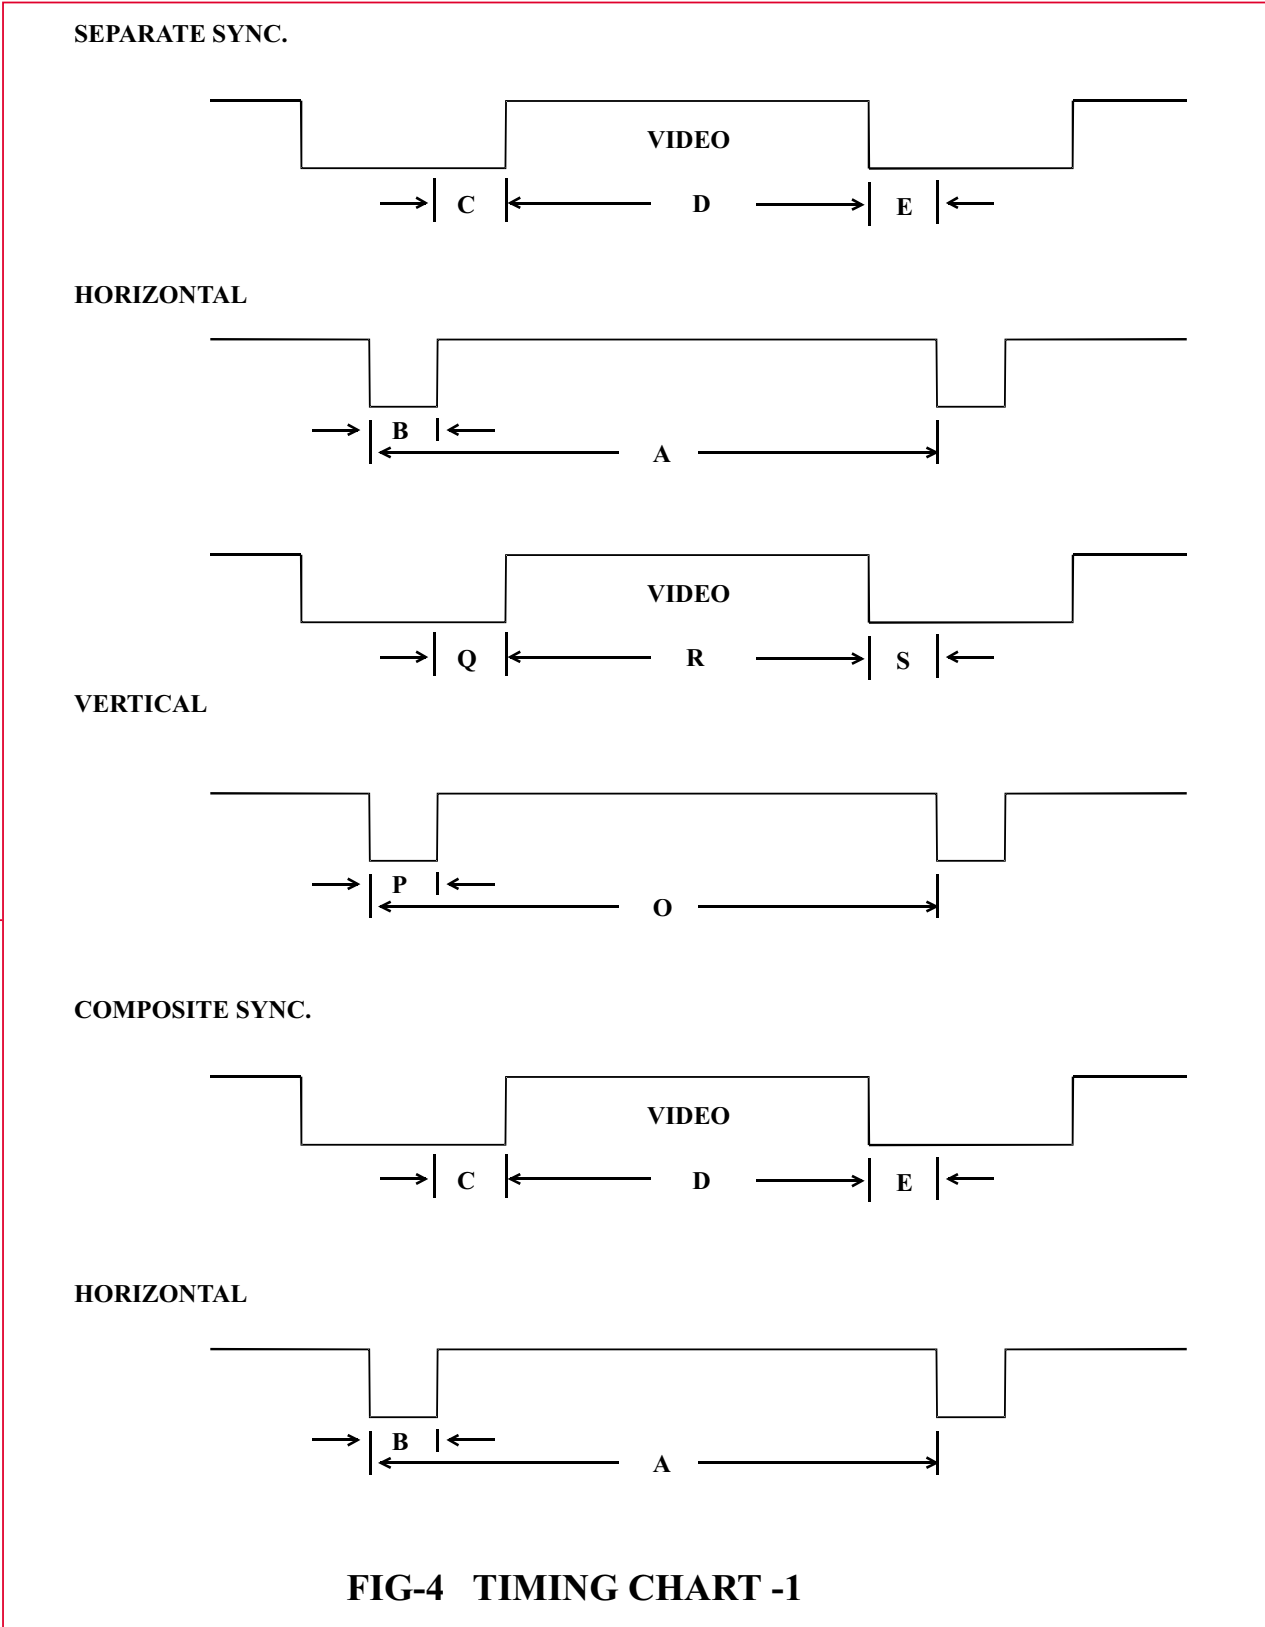 SEPARATE SYNC.
VIDEO
C D E
HORIZONTAL
B
A
VIDEO
Q R S
VERTICAL
P
O
COMPOSITE SYNC.
VIDEO
C D E
HORIZONTAL
B
A
FIG-4 TIMING CHART -1